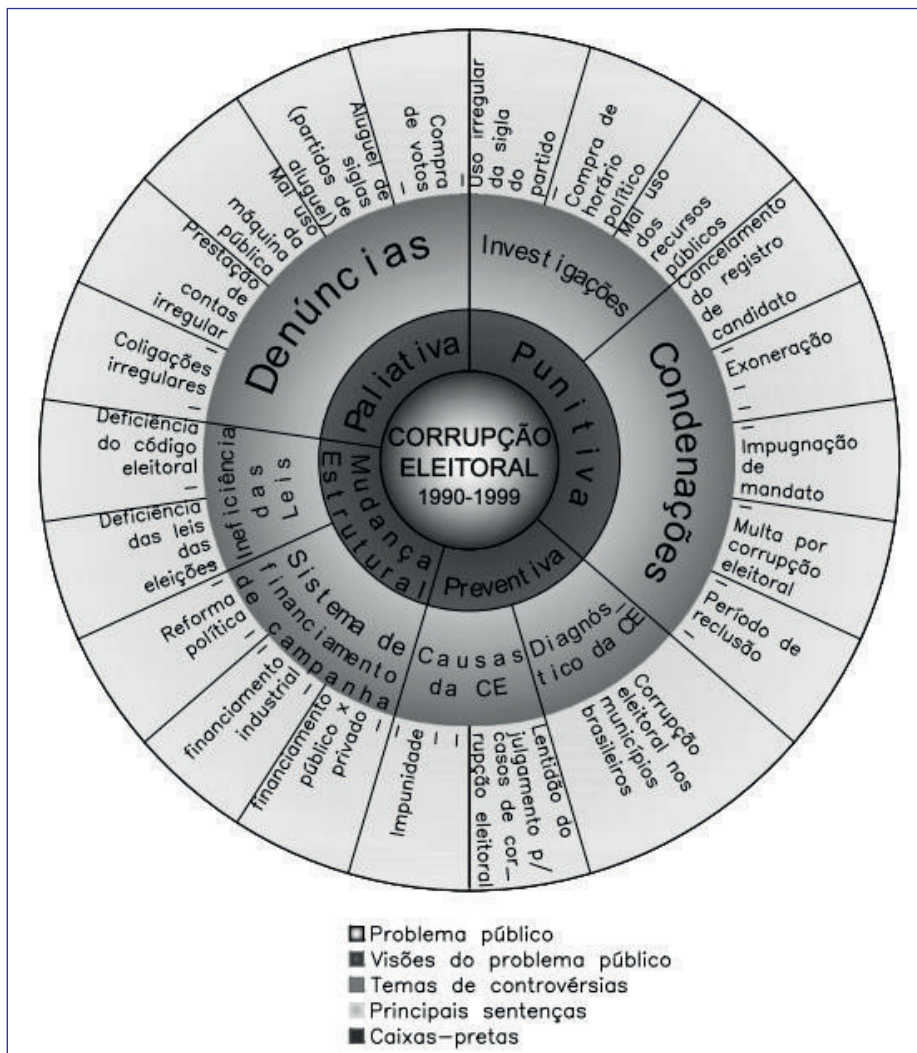 CORRUPÇÃO
ELEITORAL
1990-1999
Paliativa
Punitiva
Preventiva
Mudança
Estrutural
Denúncias
Investigações
Condenações
Diagnós-
tico da CE
Causas
da CE
Sistema de
financiamento
de campanha
Ineficiência
das
Leis
Compra
de votos
Uso irregular
da sigla
do
partido
Compra de
horário
político
Mal uso
dos
recursos
públicos
Cancelamento
do registro
de
candidato
Exoneração
Impugnação
de
mandato
Multa por
corrupção
eleitoral
Período de
reclusão
Corrupção
eleitoral nos
municípios
brasileiros
Lentidão do
julgamento p/
casos de cor-
rupção eleitoral
Impunidade
financiamento
público x
privado
financiamento
industrial
Reforma
política
Deficiência
das leis
das
eleições
Deficiência
do código
eleitoral
Coligações
irregulares
Prestação
de
contas
irregular
Mal uso
da
máquina
pública
Aluguel de
siglas
(partidos de
aluguel)
Problema público
Visões do problema público
Temas de controvérsias
Principais sentenças
Caixas-pretas